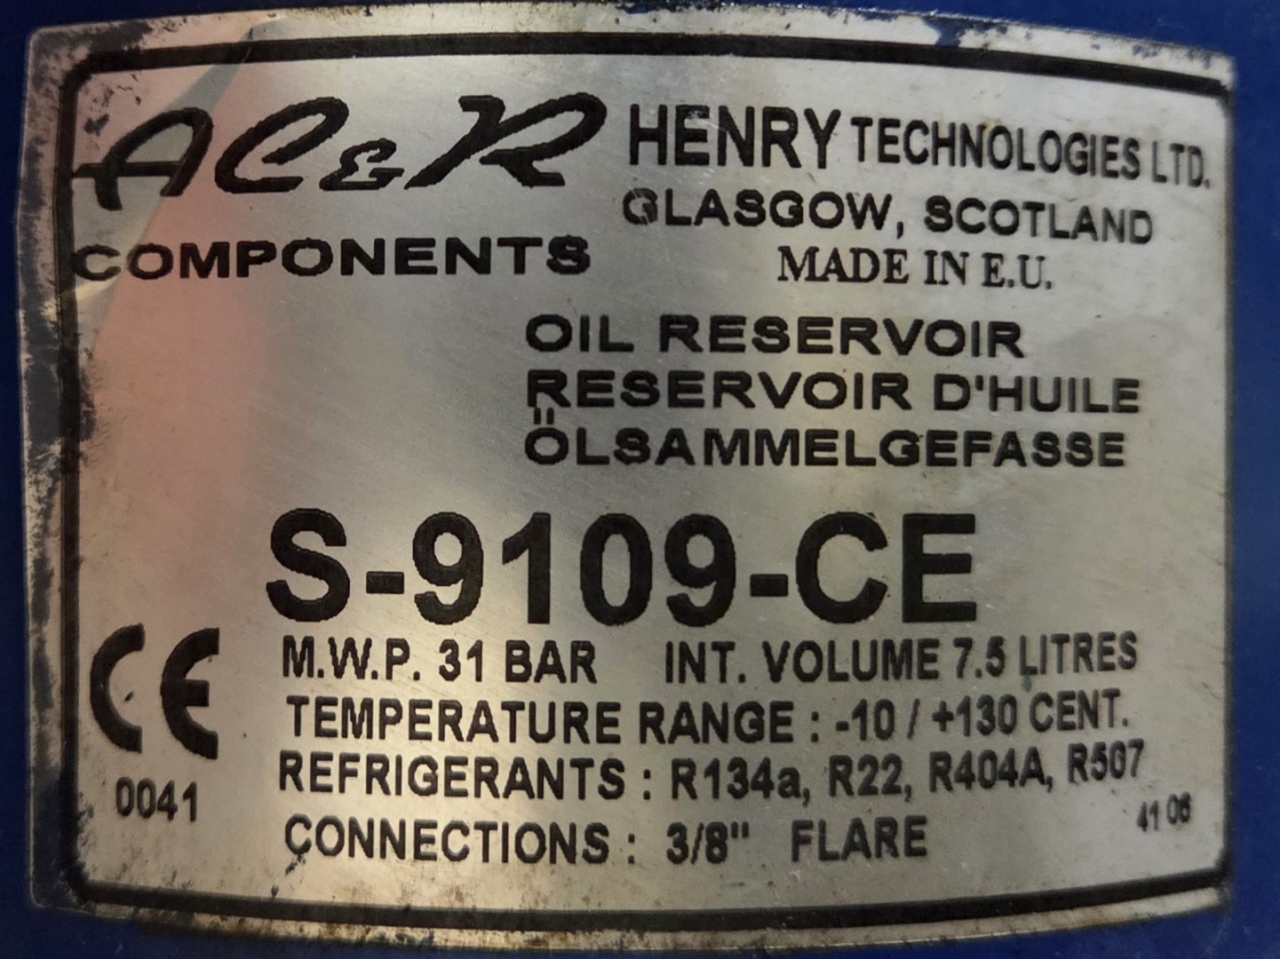 AC&R
COMPONENTS
HENRY TECHNOLOGIES LTD.
GLASGOW, SCOTLAND
MADE IN E.U.
OIL RESERVOIR
RESERVOIR D'HUILE
ÖLSAMMELGEFASSE
S-9109-CE
M.W.P. 31 BAR INT. VOLUME 7.5 LITRES
TEMPERATURE RANGE : -10 / +130 CENT.
REFRIGERANTS : R134a, R22, R404A, R507
CONNECTIONS : 3/8" FLARE
CE
0041
41 06